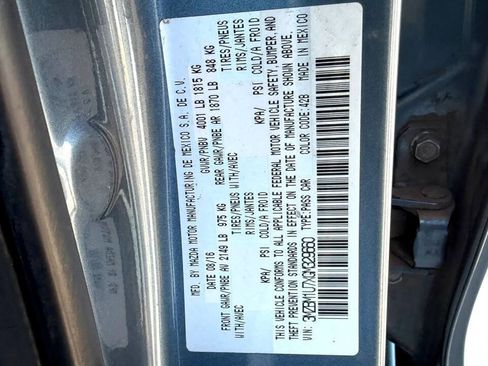 MFD. BY MAZDA MOTOR MANUFACTURING DE MEXICO S.A. DE C.V.
DATE 08/16 GVWR/PNBV 4001 LB 1815 KG
FRONT GAWR/PNBE AV 2149 LB 975 KG REAR GAWR/PNBE AR 1870 LB 848 KG
WITH/AVEC TIRES/PNEUS WITH/AVEC TIRES/PNEUS
RIMS/JANTES RIMS/JANTES
KPA/ PSI COLD/A FROID KPA/ PSI COLD/A FROID
THIS VEHICLE CONFORMS TO ALL APPLICABLE FEDERAL MOTOR VEHICLE SAFETY, BUMPER, AND
THEFT PREVENTION STANDARDS IN EFFECT ON THE DATE OF MANUFACTURE SHOWN ABOVE.
VIN: TYPE: PASS CAR COLOR CODE: 42B MADE IN MEXICO